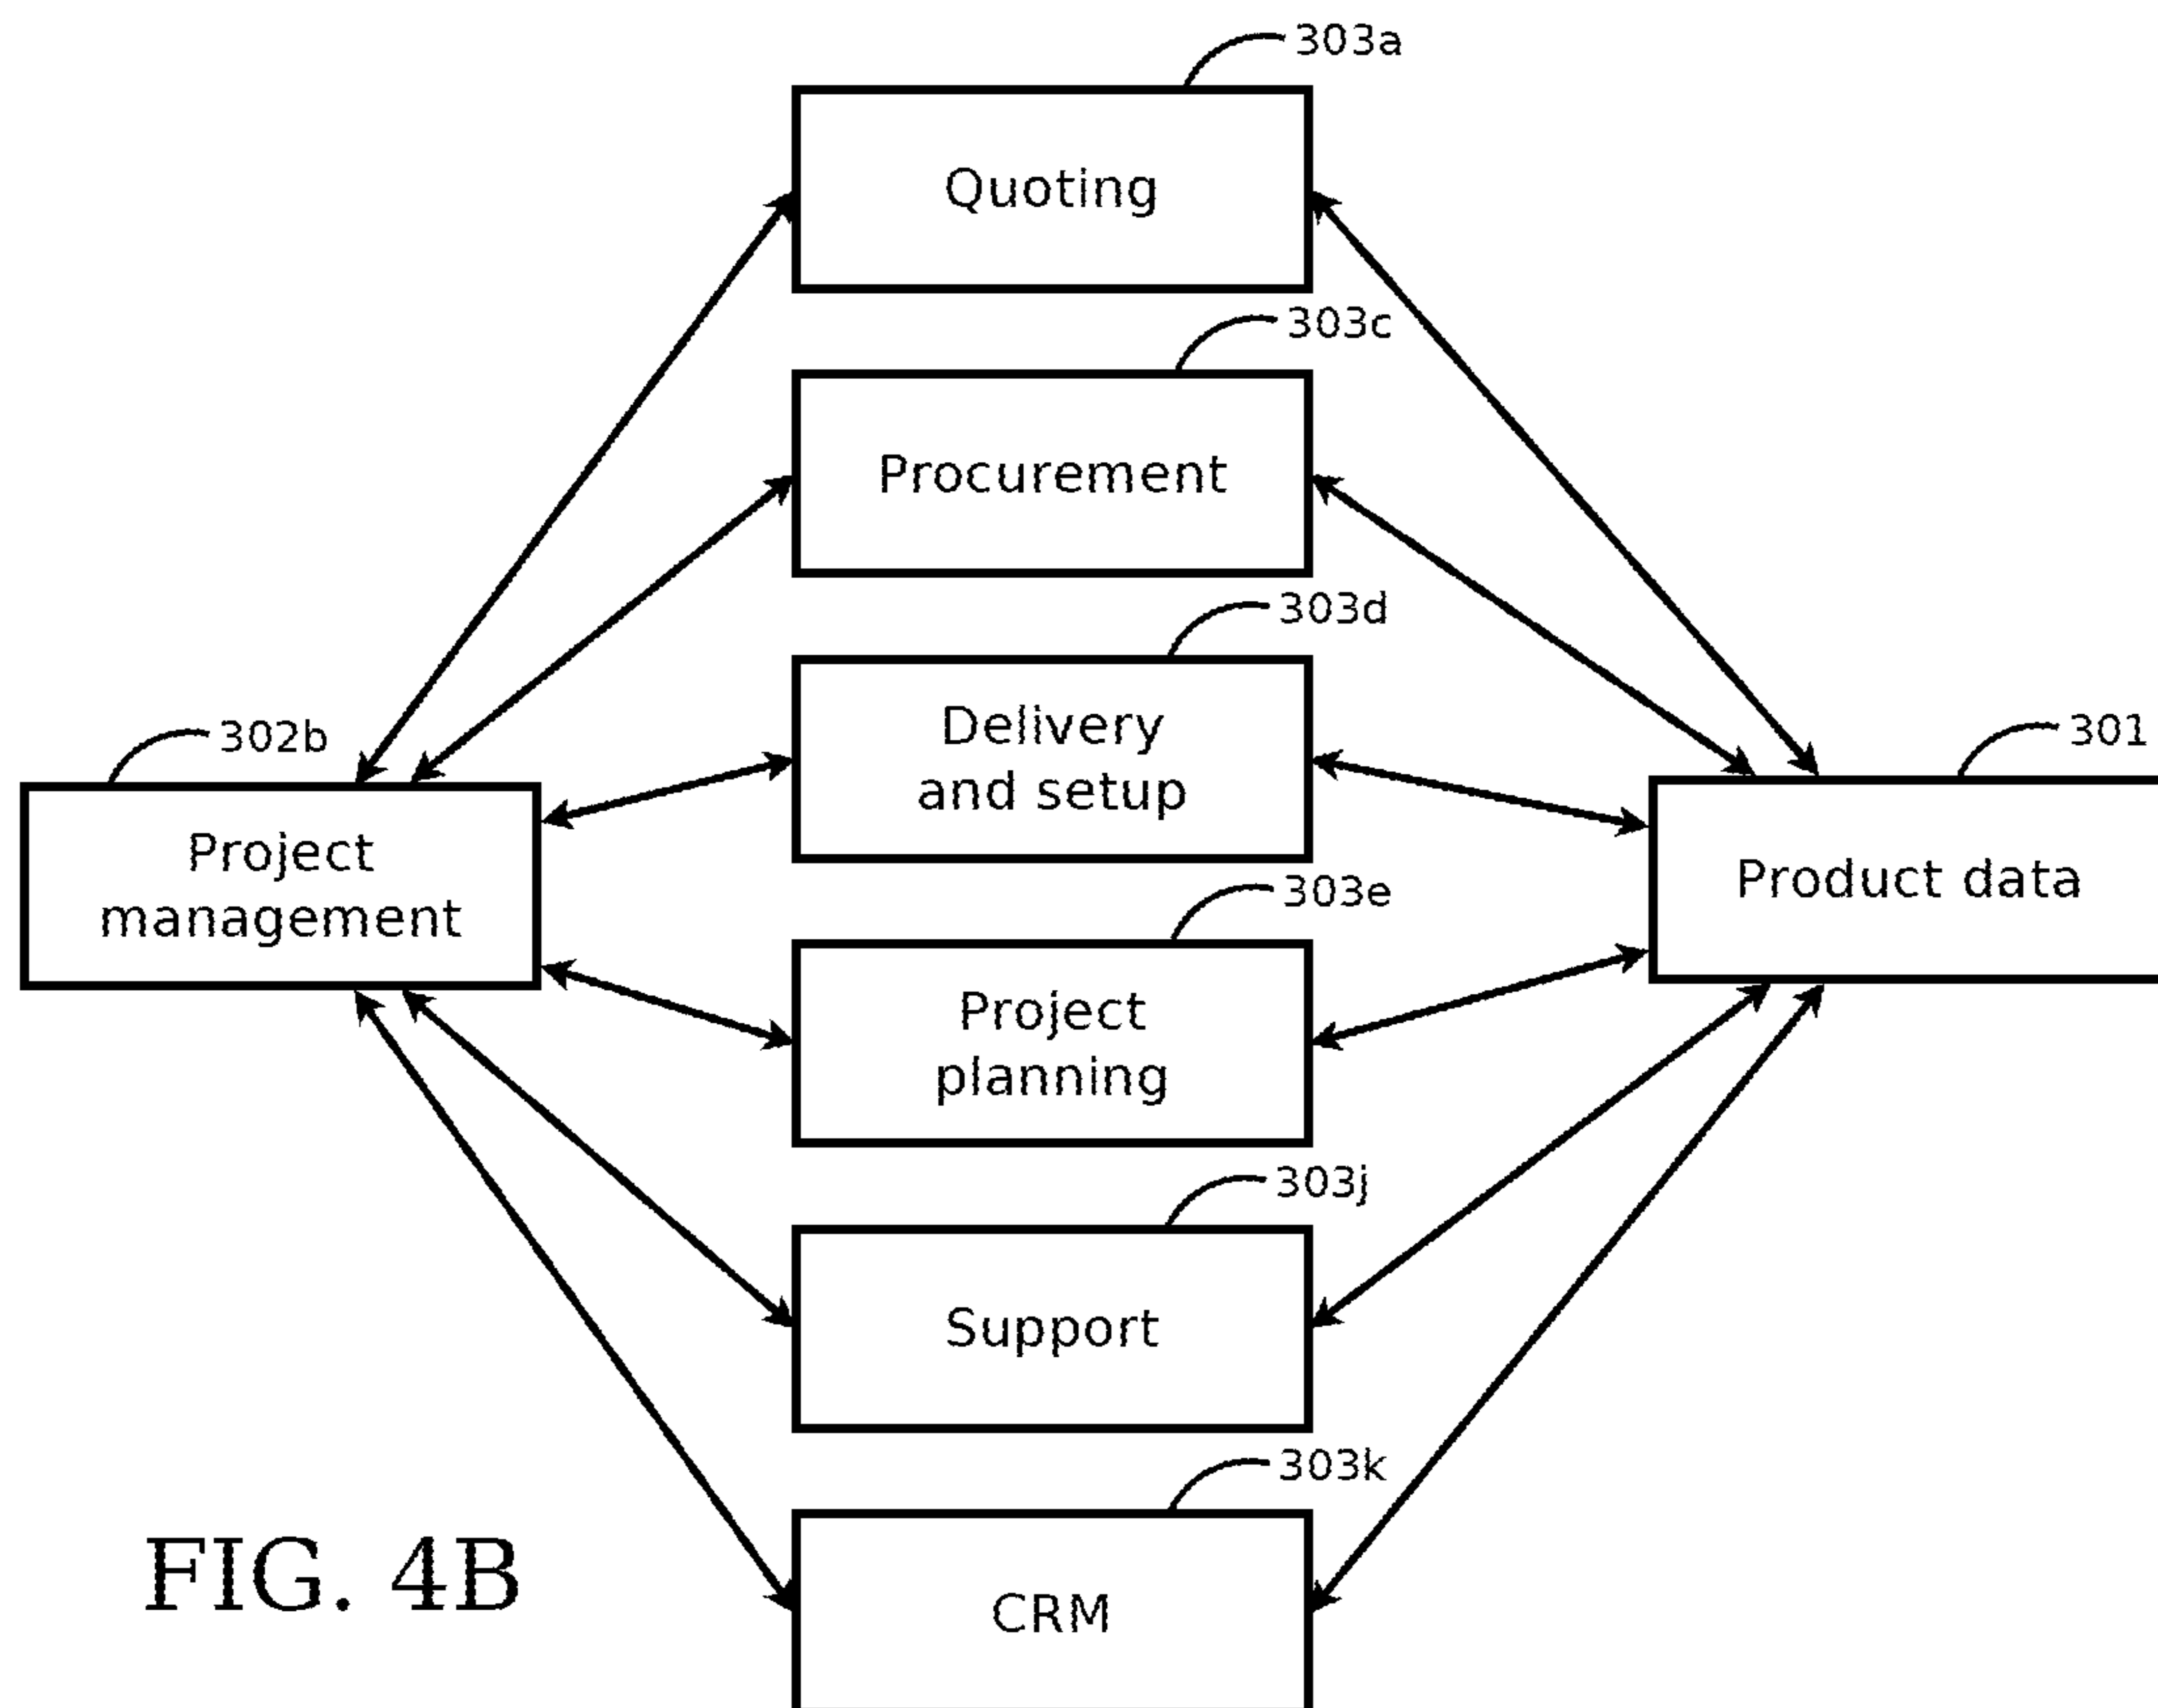 303a
Quoting
303c
Procurement
303d
Delivery
and setup
302b
Project
management
301
Product data
303e
Project
planning
303j
Support
303k
CRM
FIG. 4B